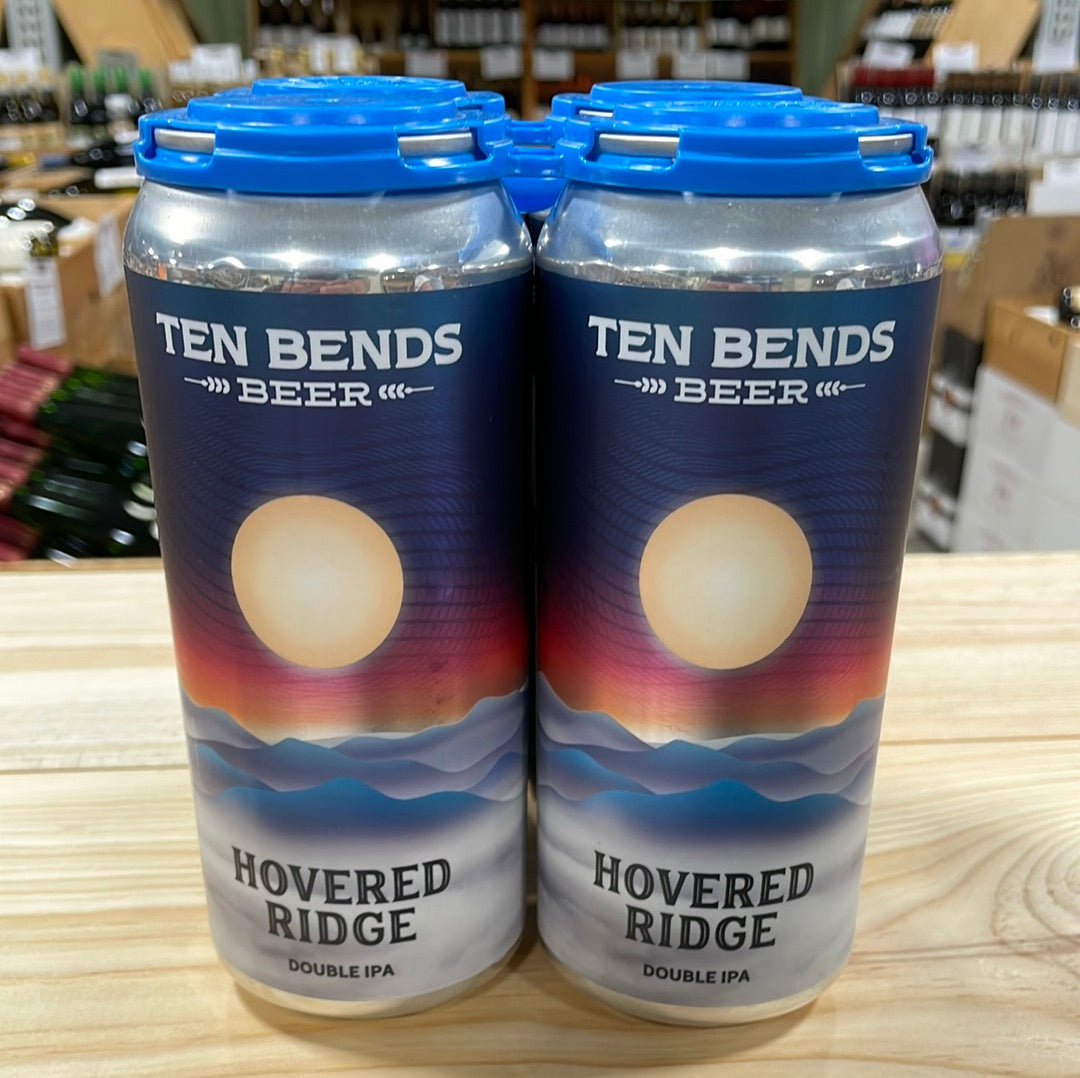 TEN BENDS
BEER
HOVERED
RIDGE
DOUBLE IPA
TEN BENDS
BEER
HOVERED
RIDGE
DOUBLE IPA